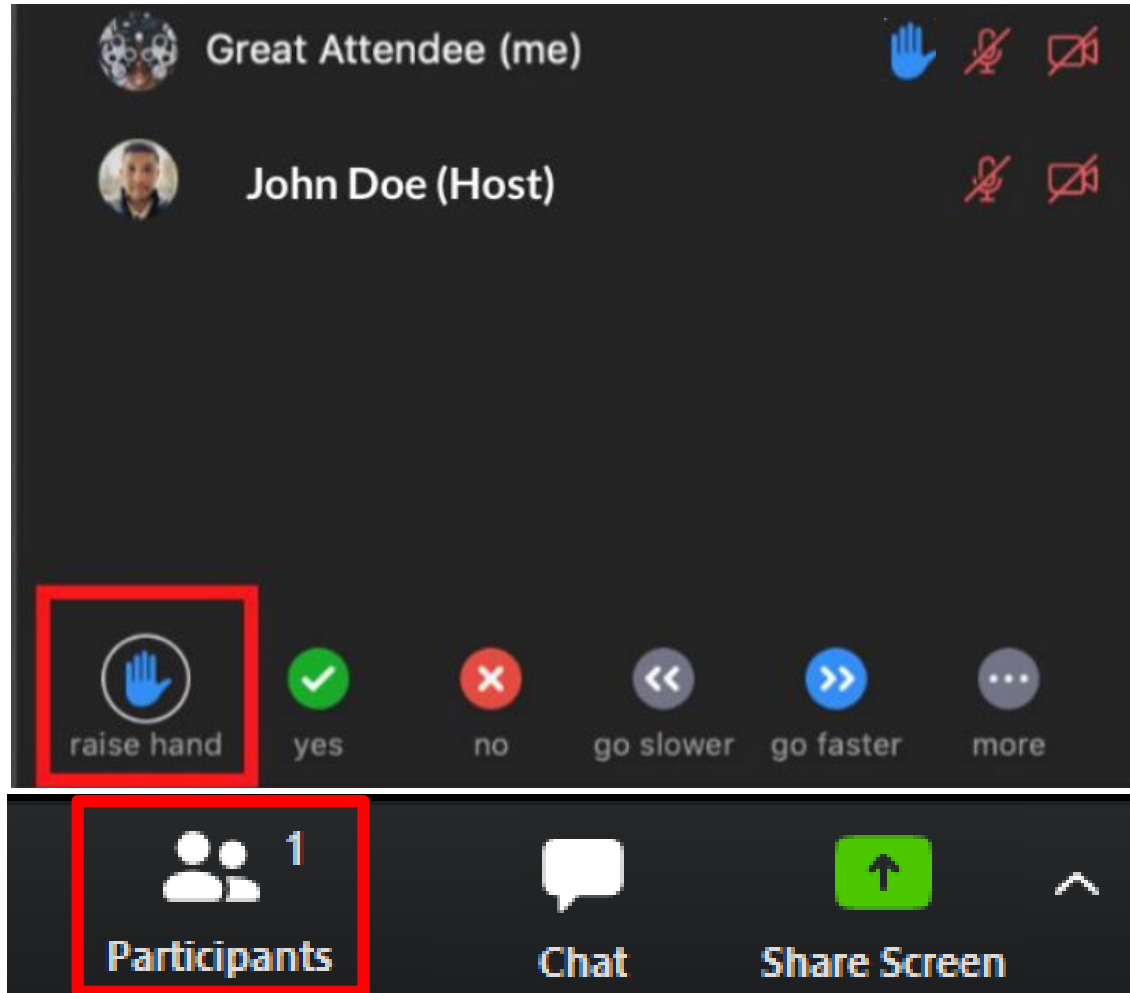 Great Attendee (me)
John Doe (Host)
raise hand yes no go slower go faster more
1
Participants Chat Share Screen